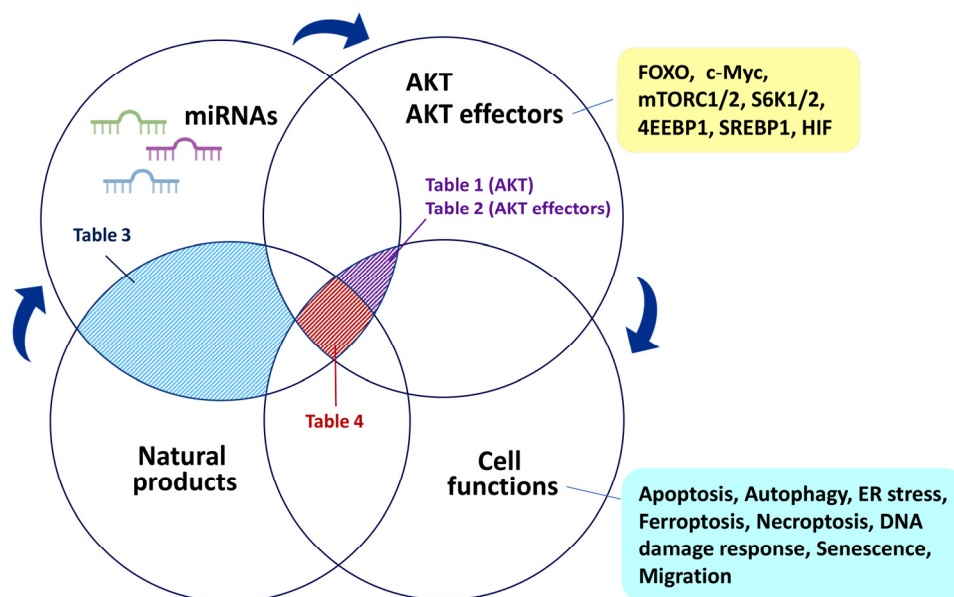 miRNAs
AKT
AKT effectors
FOXO, c-Myc,
mTORC1/2, S6K1/2,
4EEBP1, SREBP1, HIF
Table 1 (AKT)
Table 2 (AKT effectors)
Table 3
Table 4
Natural
products
Cell
functions
Apoptosis, Autophagy, ER stress,
Ferroptosis, Necroptosis, DNA
damage response, Senescence,
Migration